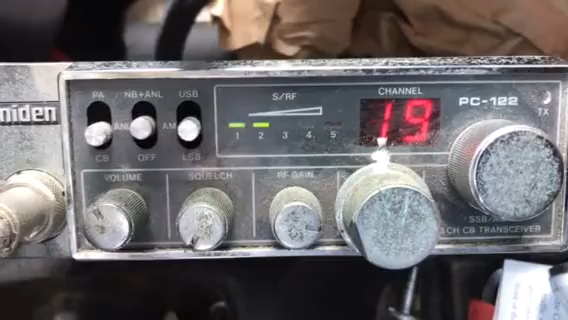 niden
PA NB+ANL USB
ANL AM
CB OFF LSB
S/RF
1 2 3 4 5
CHANNEL
19
PC-122
TX
VOLUME SQUELCH RF GAIN
SSB/A
CH CB TRANSCEIVER